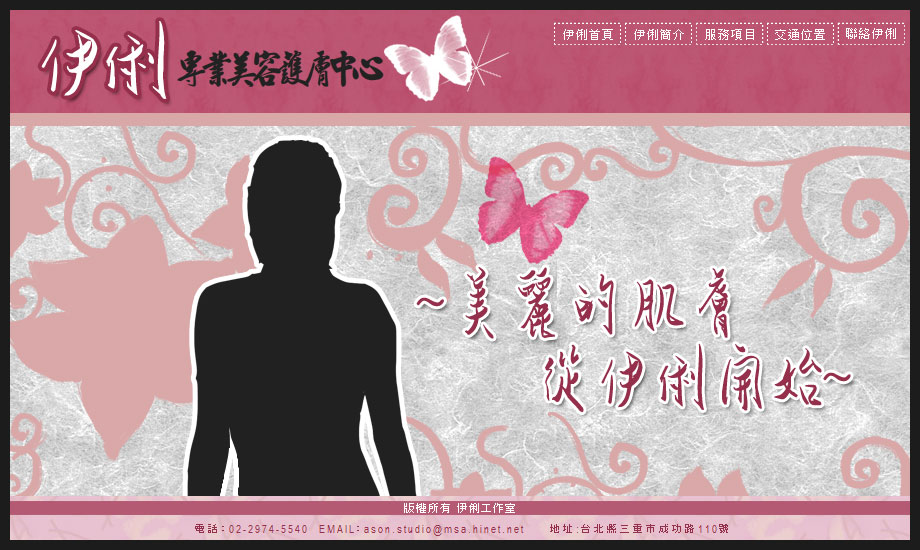 伊俐 專業美容護膚中心
伊俐首頁 伊俐簡介 服務項目 交通位置 聯絡伊俐
~美麗的肌膚
從伊俐開始~
版權所有 伊俐工作室
電話:02-2974-5540 EMAIL:ason.studio@msa.hinet.net 地址:台北縣三重市成功路110號